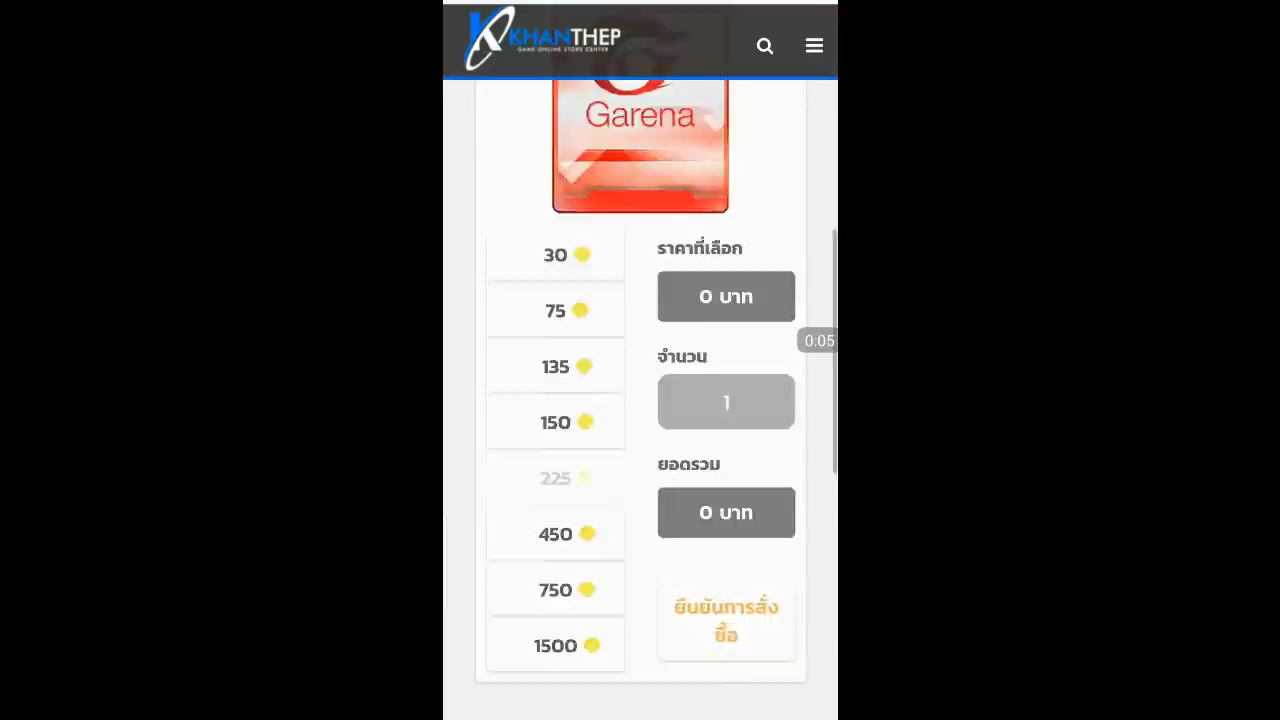 KHANTHEP
GAME ONLINE STORE CENTER
Garena
30
75
135
150
225
450
750
1500
ราคาที่เลือก
0 บาท
จำนวน
1
ยอดรวม
0 บาท
ยืนยันการสั่ง
ซื้อ
0:05